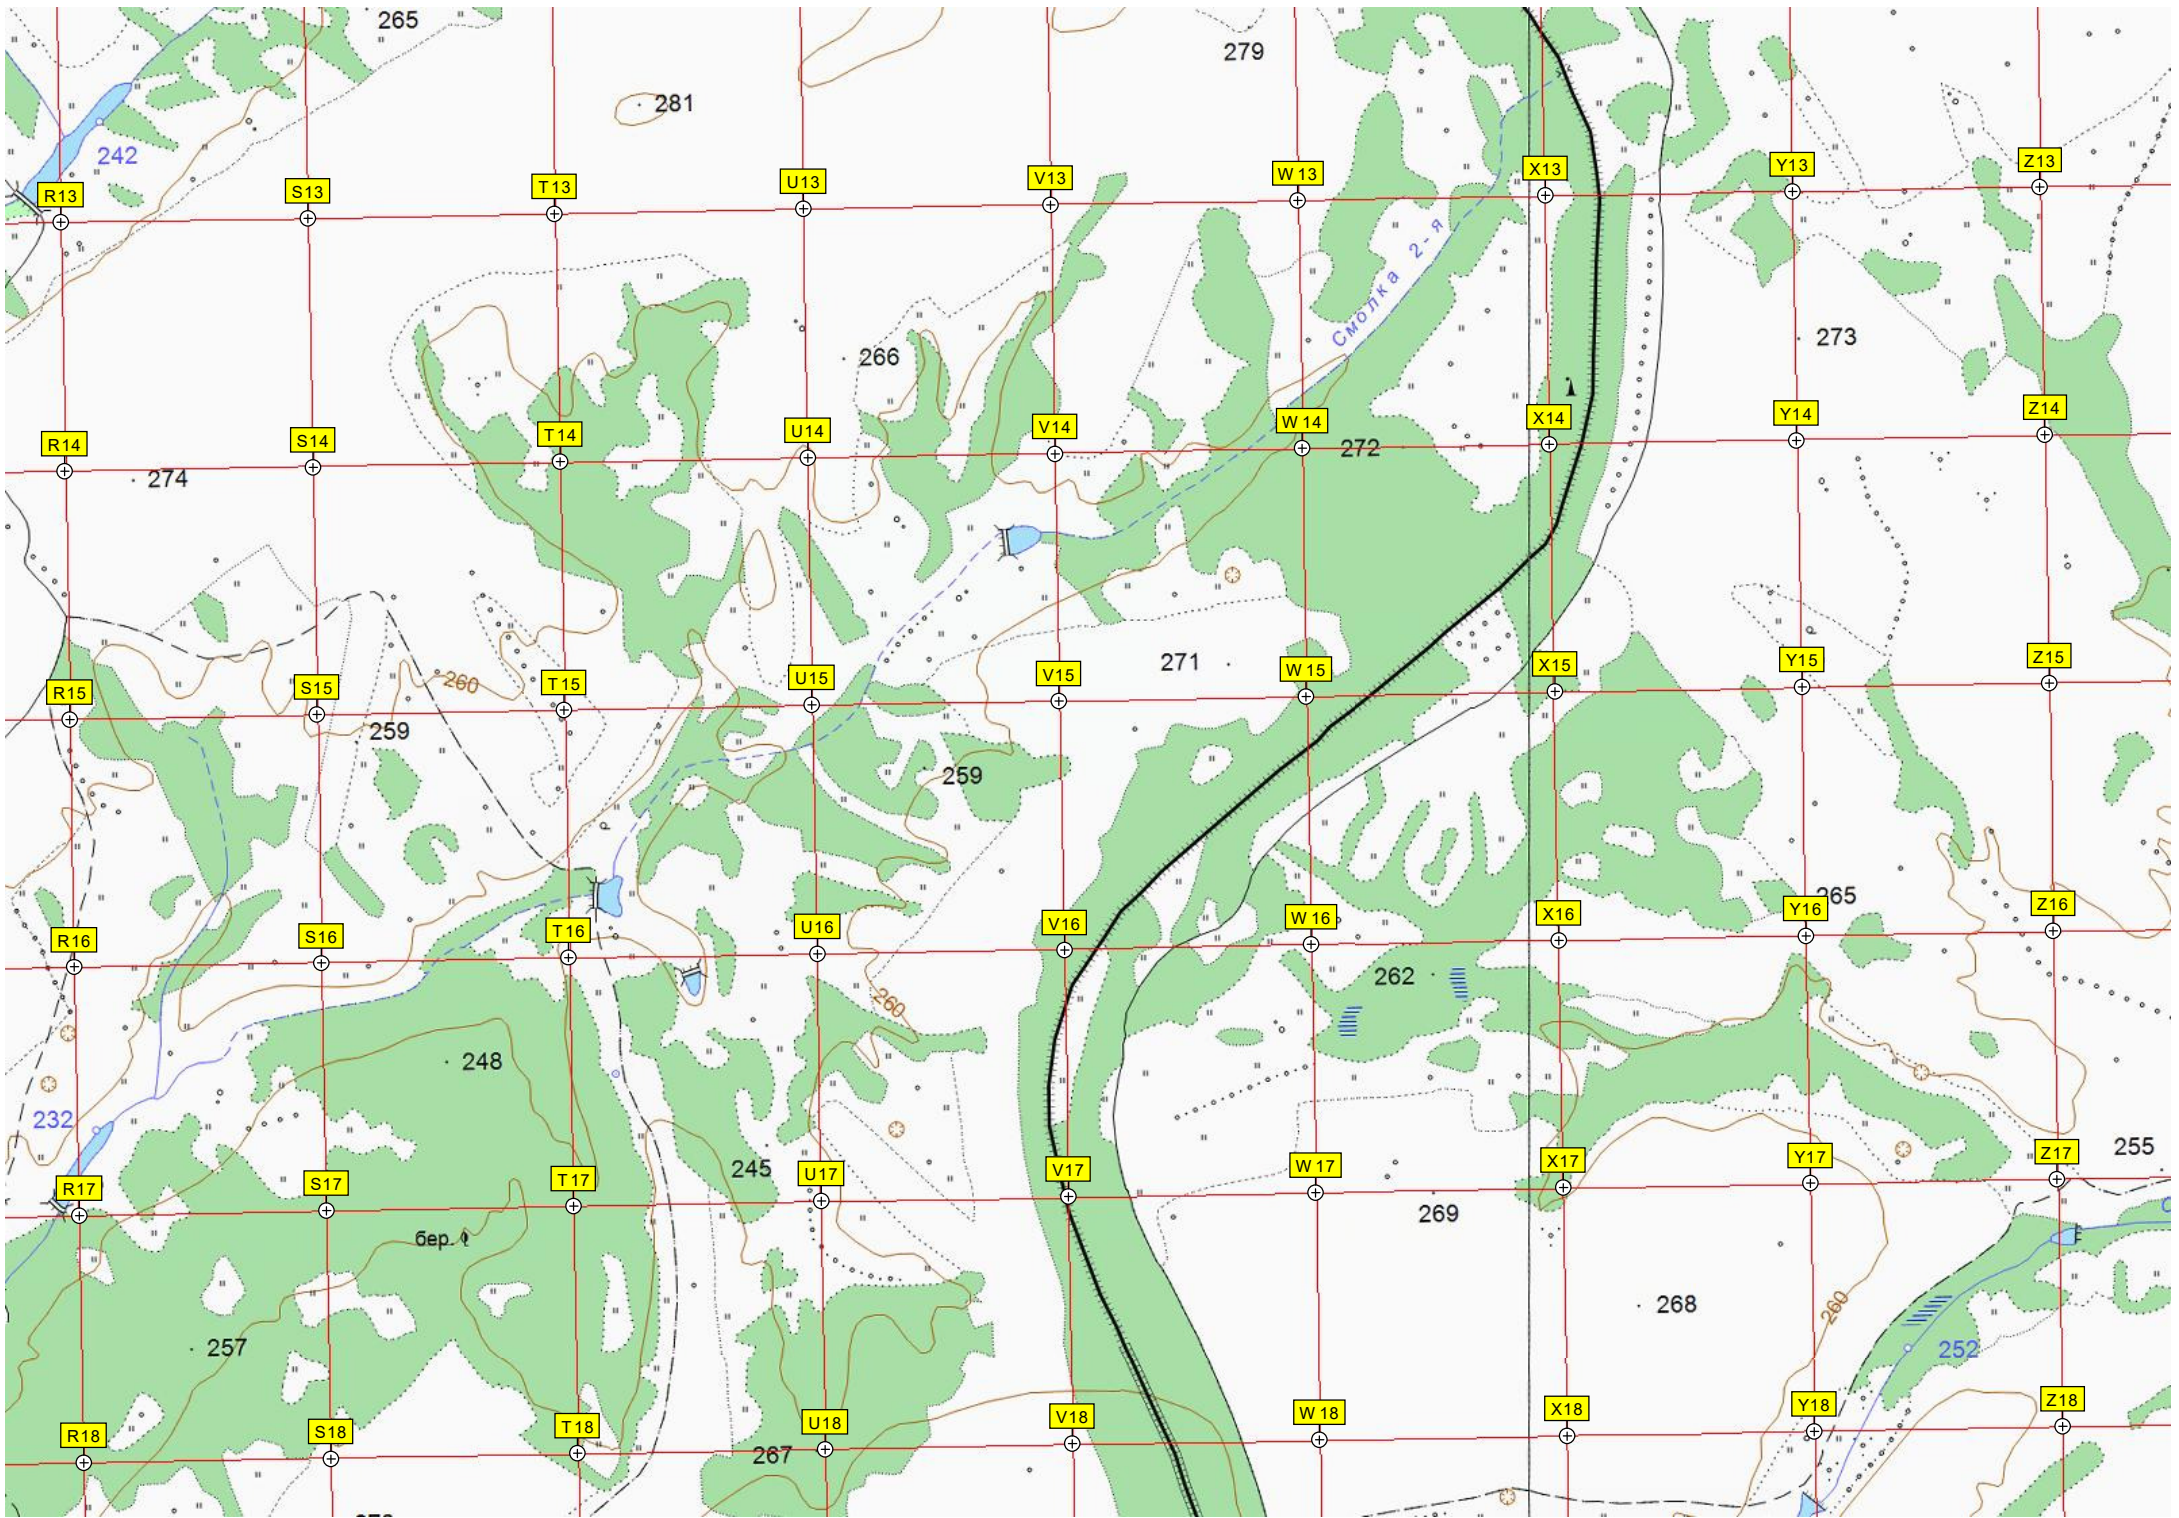 265
279
281
242
R13
S13
T13
U13
V13
W13
X13
Y13
Z13
Смолка 2-я
266
273
R14
S14
T14
U14
V14
W14
X14
Y14
Z14
272
274
271
260
R15
S15
T15
U15
V15
W15
X15
Y15
Z15
259
259
265
R16
S16
T16
U16
V16
W16
X16
Y16
Z16
262
260
248
232
245
255
R17
S17
T17
U17
V17
W17
X17
Y17
Z17
269
бер.
268
260
257
252
R18
S18
T18
U18
V18
W18
X18
Y18
Z18
267